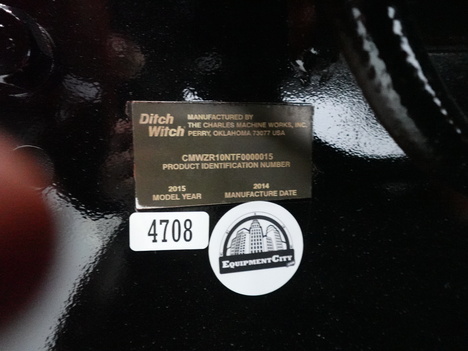 Ditch
Witch
MANUFACTURED BY
THE CHARLES MACHINE WORKS, INC.
PERRY, OKLAHOMA 73077 USA
CMWZR10NTF0000015
PRODUCT IDENTIFICATION NUMBER
2015 2014
MODEL YEAR MANUFACTURE DATE
4708
EQUIPMENTCITY